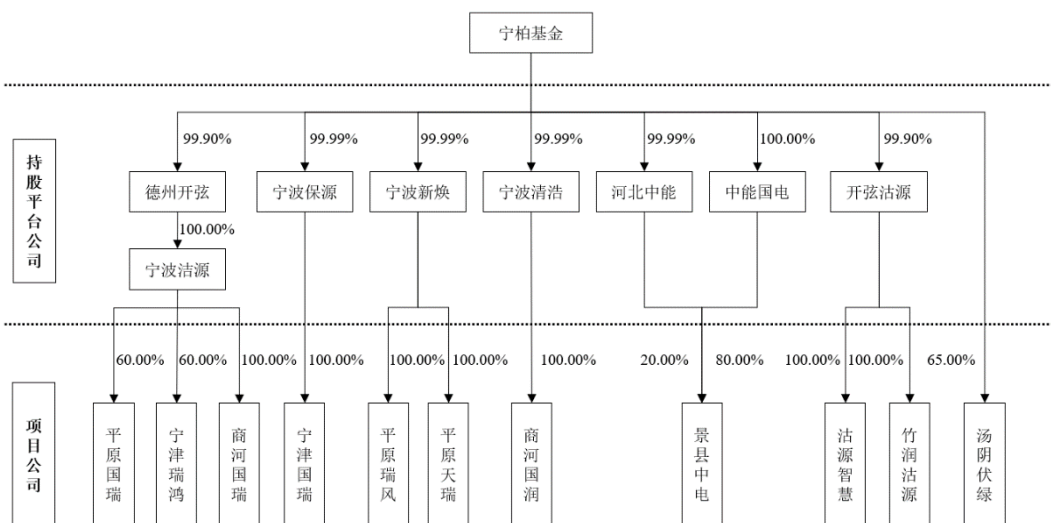 宁柏基金
99.90%
99.99%
99.99%
99.99%
99.99%
100.00%
99.90%
持股平台公司
德州开弦
宁波保源
宁波新焕
宁波清浩
河北中能
中能国电
开弦沽源
100.00%
宁波洁源
60.00%
60.00%
100.00%
100.00%
100.00%
100.00%
100.00%
20.00%
80.00%
100.00%
100.00%
65.00%
项目公司
平原国瑞
宁津瑞鸿
商河国瑞
宁津国瑞
平原瑞风
平原天瑞
商河国润
景县中电
沽源智慧
竹润沽源
汤阴伏绿